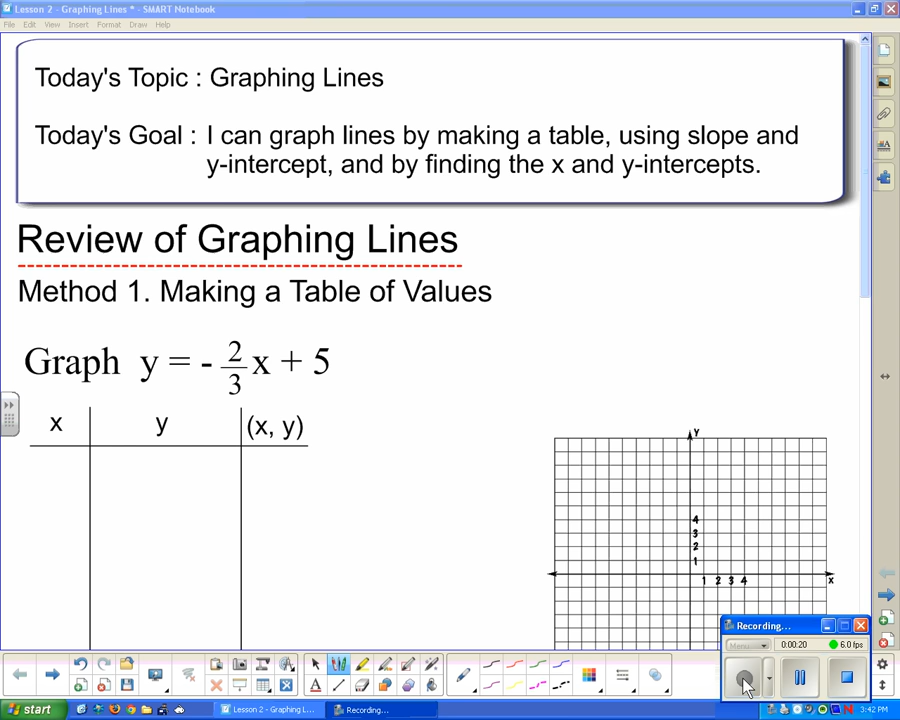 Lesson 2 - Graphing Lines * - SMART Notebook
File Edit View Insert Format Draw Help
Today's Topic : Graphing Lines
Today's Goal : I can graph lines by making a table, using slope and
y-intercept, and by finding the x and y-intercepts.
Review of Graphing Lines
Method 1. Making a Table of Values
Graph y = - 2/3 x + 5
x y (x, y)
Y
4
3
2
1
1 2 3 4 x
Recording...
Menu 0:00:20 6.0 fps
start Lesson 2 - Graphing L... Recording... 3:42 PM